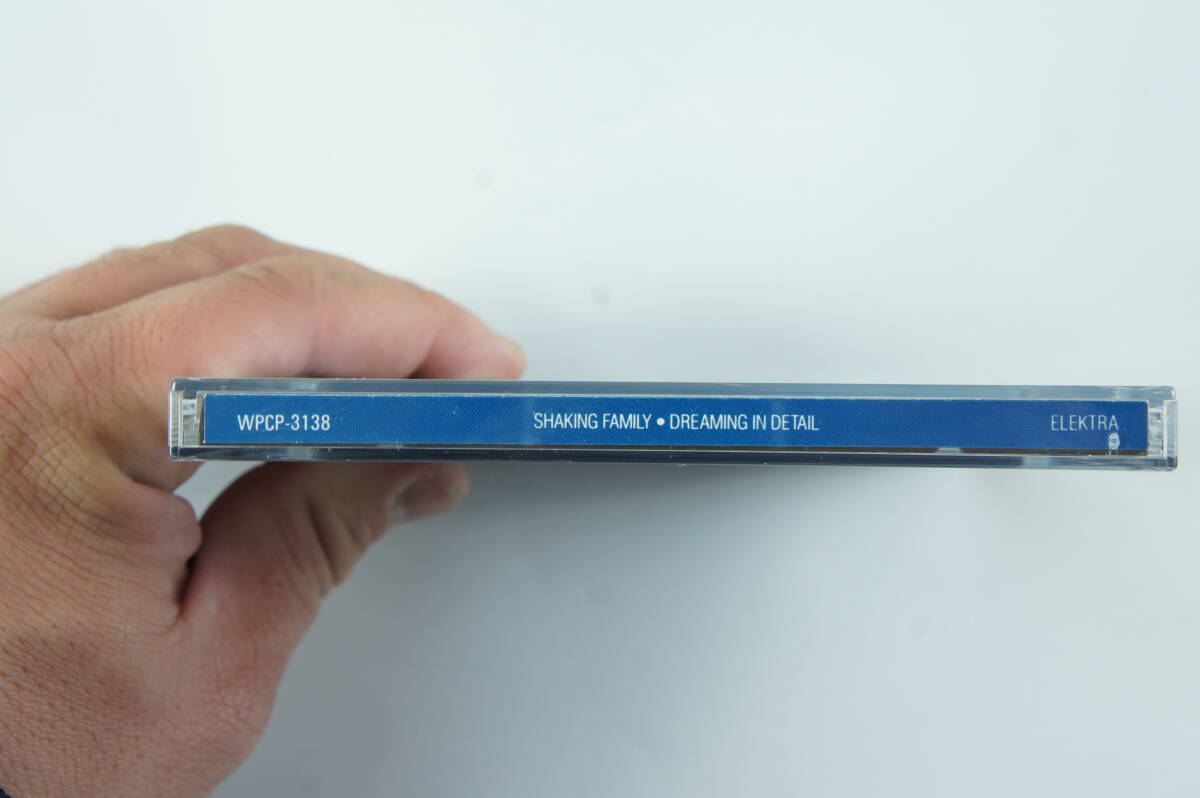 WPCP-3138 SHAKING FAMILY • DREAMING IN DETAIL ELEKTRA